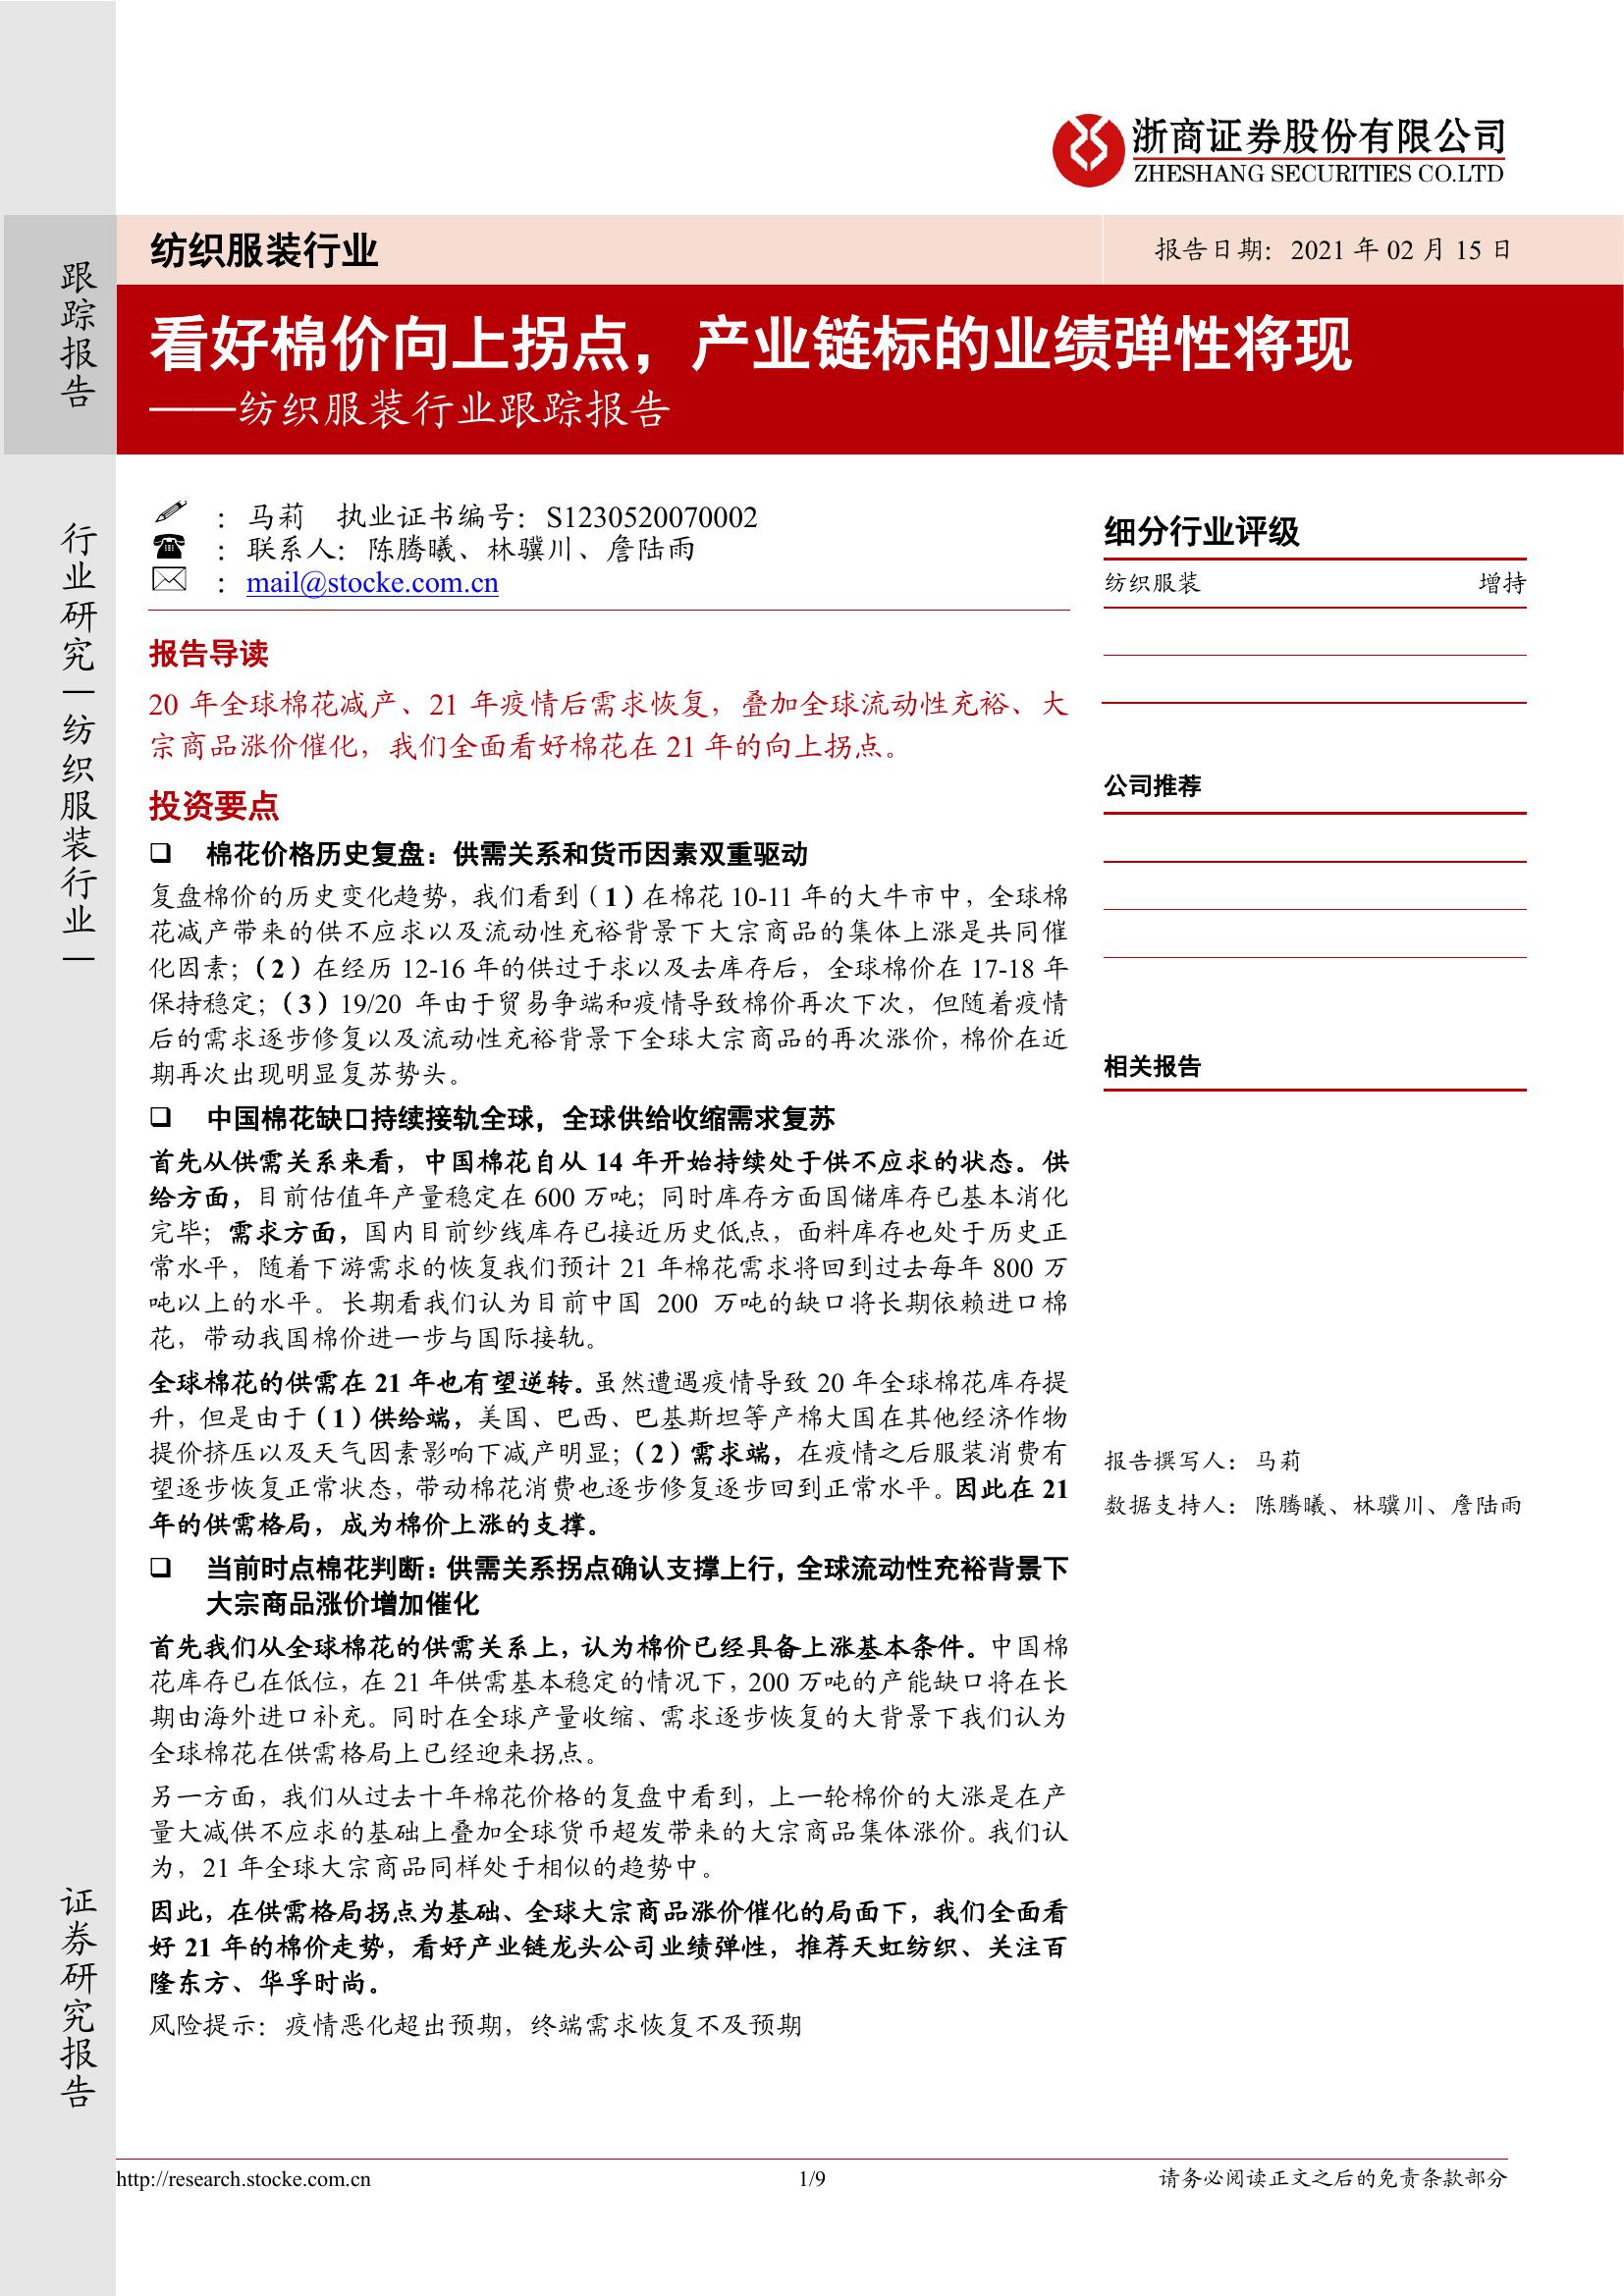 浙商证券股份有限公司
ZHESHANG SECURITIES CO.LTD
跟踪报告
行业研究|纺织服装行业|
证券研究报告
纺织服装行业
报告日期：2021 年 02 月 15 日
看好棉价向上拐点，产业链标的业绩弹性将现
——纺织服装行业跟踪报告
：马莉 执业证书编号：S1230520070002
：联系人：陈腾曦、林骥川、詹陆雨
：mail@stocke.com.cn
报告导读
20 年全球棉花减产、21 年疫情后需求恢复，叠加全球流动性充裕、大
宗商品涨价催化，我们全面看好棉花在 21 年的向上拐点。
投资要点
❑ 棉花价格历史复盘：供需关系和货币因素双重驱动
复盘棉价的历史变化趋势，我们看到（1）在棉花 10-11 年的大牛市中，全球棉
花减产带来的供不应求以及流动性充裕背景下大宗商品的集体上涨是共同催
化因素；（2）在经历 12-16 年的供过于求以及去库存后，全球棉价在 17-18 年
保持稳定；（3）19/20 年由于贸易争端和疫情导致棉价再次下次，但随着疫情
后的需求逐步修复以及流动性充裕背景下全球大宗商品的再次涨价，棉价在近
期再次出现明显复苏势头。
❑ 中国棉花缺口持续接轨全球，全球供给收缩需求复苏
首先从供需关系来看，中国棉花自从 14 年开始持续处于供不应求的状态。供
给方面，目前估值年产量稳定在 600 万吨；同时库存方面国储库存已基本消化
完毕；需求方面，国内目前纱线库存已接近历史低点，面料库存也处于历史正
常水平，随着下游需求的恢复我们预计 21 年棉花需求将回到过去每年 800 万
吨以上的水平。长期看我们认为目前中国 200 万吨的缺口将长期依赖进口棉
花，带动我国棉价进一步与国际接轨。
全球棉花的供需在 21 年也有望逆转。虽然遭遇疫情导致 20 年全球棉花库存提
升，但是由于（1）供给端，美国、巴西、巴基斯坦等产棉大国在其他经济作物
提价挤压以及天气因素影响下减产明显；（2）需求端，在疫情之后服装消费有
望逐步恢复正常状态，带动棉花消费也逐步修复逐步回到正常水平。因此在 21
年的供需格局，成为棉价上涨的支撑。
❑ 当前时点棉花判断：供需关系拐点确认支撑上行，全球流动性充裕背景下
大宗商品涨价增加催化
首先我们从全球棉花的供需关系上，认为棉价已经具备上涨基本条件。中国棉
花库存已在低位，在 21 年供需基本稳定的情况下，200 万吨的产能缺口将在长
期由海外进口补充。同时在全球产量收缩、需求逐步恢复的大背景下我们认为
全球棉花在供需格局上已经迎来拐点。
另一方面，我们从过去十年棉花价格的复盘中看到，上一轮棉价的大涨是在产
量大减供不应求的基础上叠加全球货币超发带来的大宗商品集体涨价。我们认
为，21 年全球大宗商品同样处于相似的趋势中。
因此，在供需格局拐点为基础、全球大宗商品涨价催化的局面下，我们全面看
好 21 年的棉价走势，看好产业链龙头公司业绩弹性，推荐天虹纺织、关注百
隆东方、华孚时尚。
风险提示：疫情恶化超出预期，终端需求恢复不及预期
细分行业评级
纺织服装 增持
公司推荐
相关报告
报告撰写人：马莉
数据支持人：陈腾曦、林骥川、詹陆雨
http://research.stocke.com.cn
1/9
请务必阅读正文之后的免责条款部分